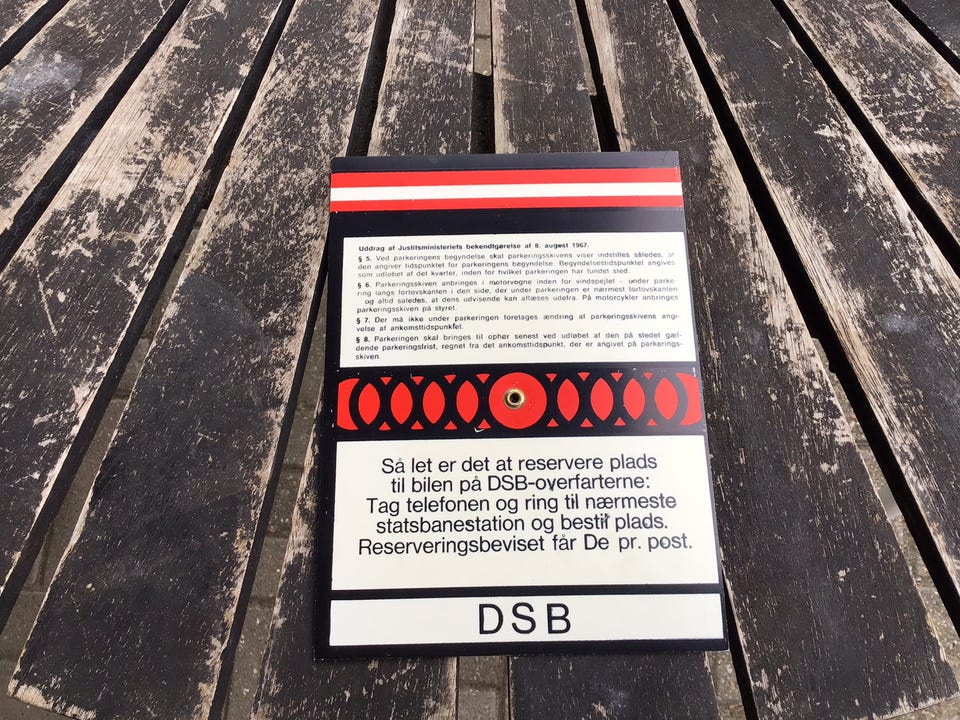 Uddrag af Justitsministeriets bekendtgørelse af 8. august 1967.
§ 5. Ved parkeringens begyndelse skal parkeringsskivens viser indstilles således, at
den angiver tidspunktet for parkeringens begyndelse. Begyndelsestidspunktet angives
som udløbet af det kvarter, inden for hvilket parkeringen har fundet sted.
§ 6. Parkeringsskiven anbringes i motorvogne inden for vindspejlet - under parke-
ring langs fortovskanten i den side, der under parkeringen er nærmest fortovskanten
og altid således, at dens udvisende kan aflæses udefra. På motorcykler anbringes
parkeringsskiven på styret.
§ 7. Der må ikke under parkeringen foretages ændring af parkeringsskivens ang-
velse af ankomsttidspunktet.
§ 8. Parkeringen skal bringes til ophør senest ved udløbet af den på stedet gæl-
dende parkeringsfrist, regnet fra det ankomsttidspunkt, der er angivet på parkerings-
skiven.
Så let er det at reservere plads
til bilen på DSB-overfarterne:
Tag telefonen og ring til nærmeste
statsbanestation og bestil plads.
Reserveringsbeviset får De pr. post.
DSB